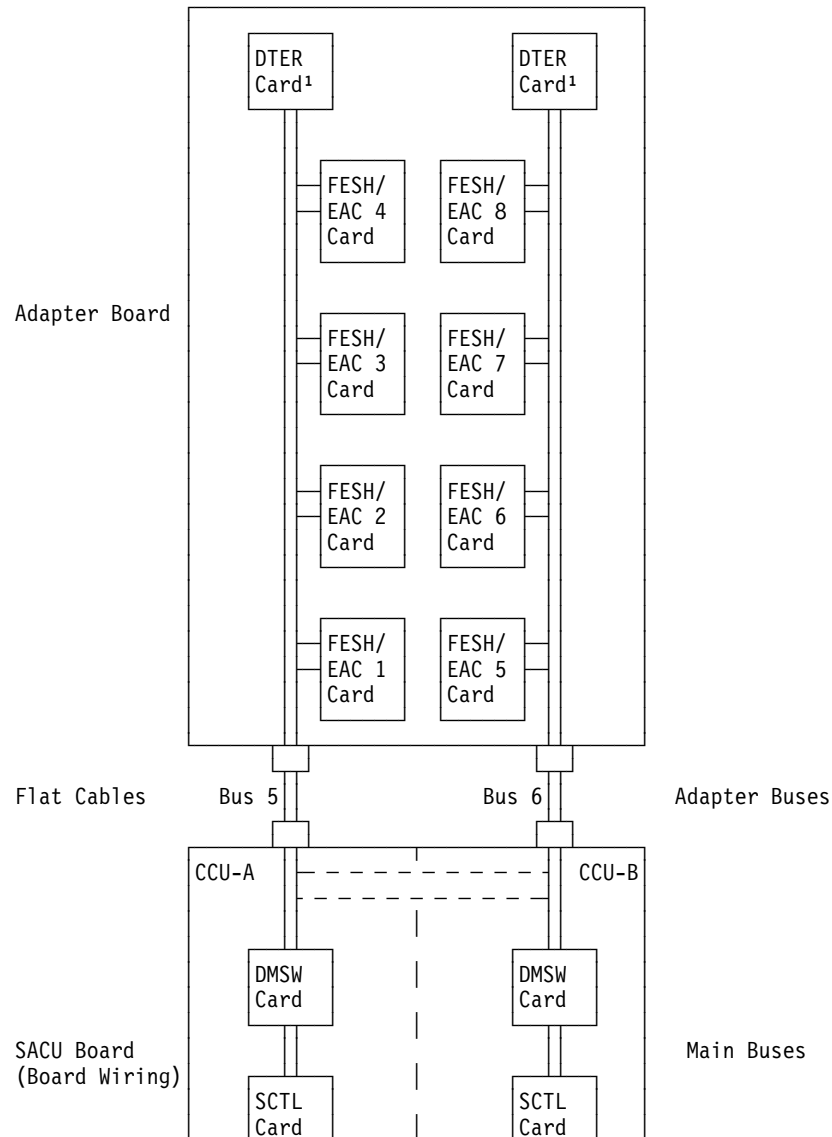 DTER
Card¹
DTER
Card¹
FESH/
EAC 4
Card
FESH/
EAC 8
Card
Adapter Board
FESH/
EAC 3
Card
FESH/
EAC 7
Card
FESH/
EAC 2
Card
FESH/
EAC 6
Card
FESH/
EAC 1
Card
FESH/
EAC 5
Card
Flat Cables
Bus 5
Bus 6
Adapter Buses
CCU-A
CCU-B
DMSW
Card
DMSW
Card
SACU Board
(Board Wiring)
Main Buses
SCTL
Card
SCTL
Card